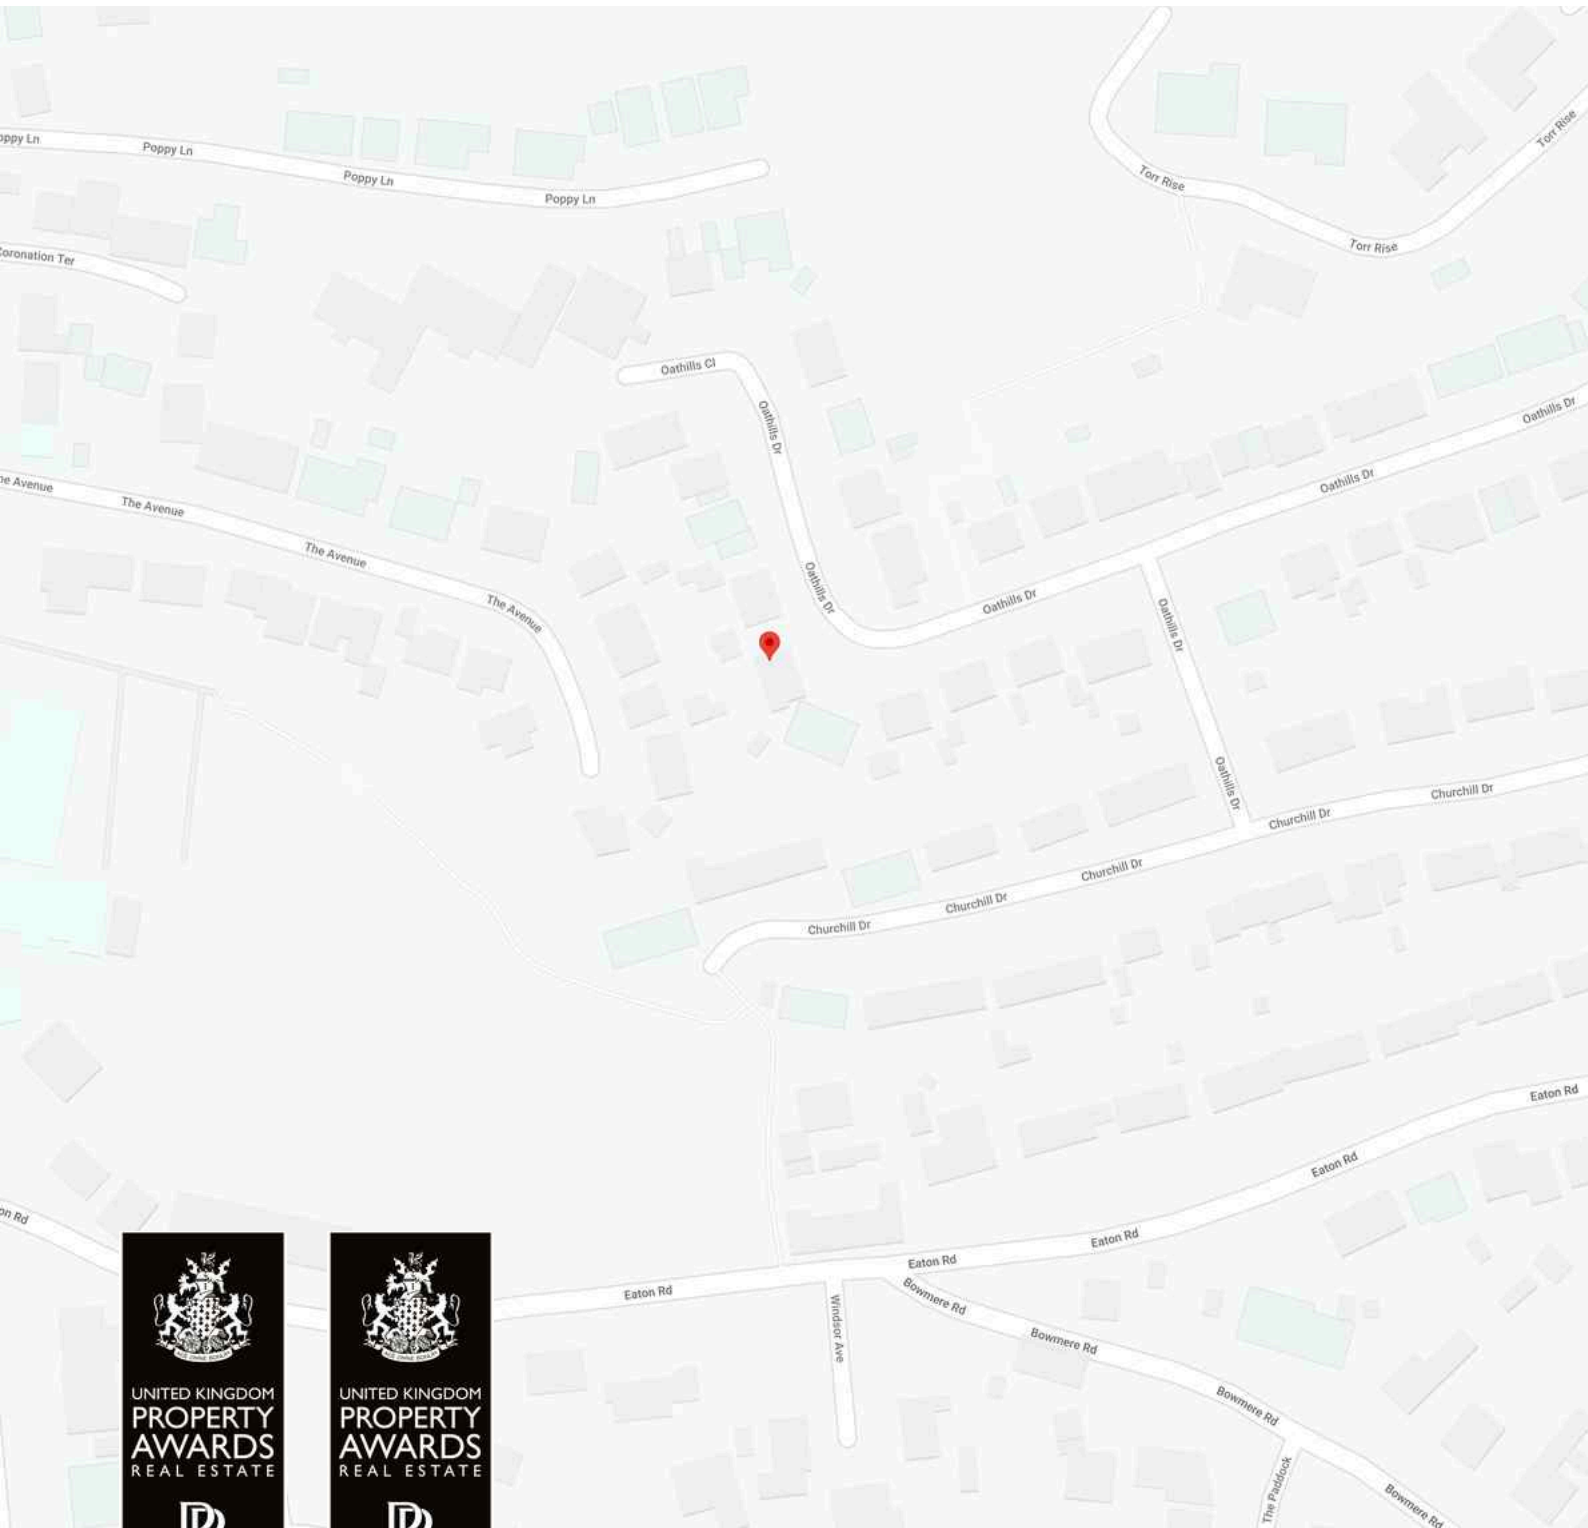 oppy Ln
Poppy Ln
Poppy Ln
Poppy Ln
Torr Rise
Torr Rise
Torr Rise
Coronation Ter
Oathills Cl
Oathills Dr
Oathills Dr
Oathills Dr
Oathills Dr
he Avenue
The Avenue
The Avenue
The Avenue
Oathills Dr
Oathills Dr
Oathills Dr
Oathills Dr
Churchill Dr
Churchill Dr
Churchill Dr
Churchill Dr
Churchill Dr
Eaton Rd
Eaton Rd
Eaton Rd
Eaton Rd
Eaton Rd
on Rd
Windsor Ave
Bowmere Rd
Bowmere Rd
Bowmere Rd
Bowmere Rd
The Paddock
UNITED KINGDOM
PROPERTY
AWARDS
REAL ESTATE
UNITED KINGDOM
PROPERTY
AWARDS
REAL ESTATE